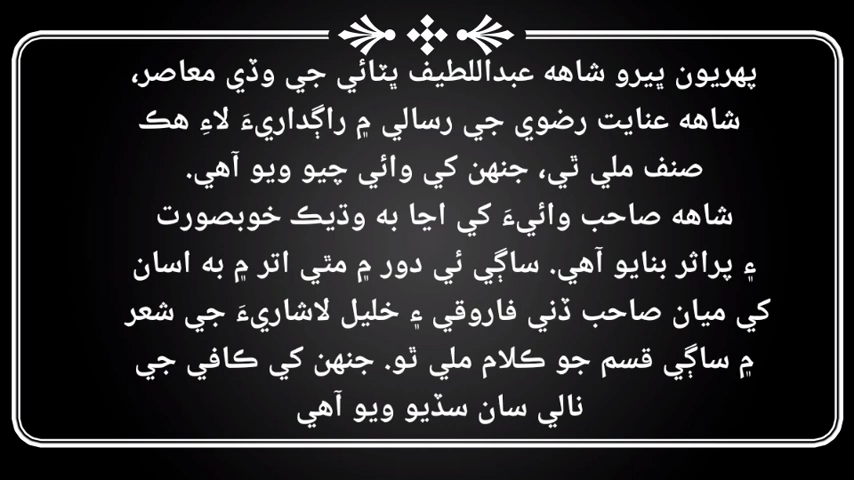 پهريون ڀيرو شاهه عبداللطيف ڀٽائي جي وڏي معاصر،
شاهه عنايت رضوي جي رسالي ۾ راڳداريءَ لاءِ هڪ
صنف ملي ٿي، جنهن کي وائي چيو ويو آهي.
شاهه صاحب وائيءَ کي اڃا به وڌيڪ خوبصورت
۽ پراثر بنايو آهي. ساڳي ئي دور ۾ مٿي اتر ۾ به اسان
کي ميان صاحب ڏني فاروقي ۽ خليل لاشاريءَ جي شعر
۾ ساڳي قسم جو ڪلام ملي ٿو. جنهن کي ڪافي جي
نالي سان سڏيو ويو آهي